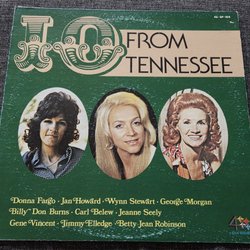 10 FROM
TENNESSEE
Donna Fargo · Jan Howard · Wynn Stewart · George Morgan
Billy "Don Burns · Carl Belew · Jeanne Seely
Gene Vincent · Jimmy Elledge · Betty Jean Robinson